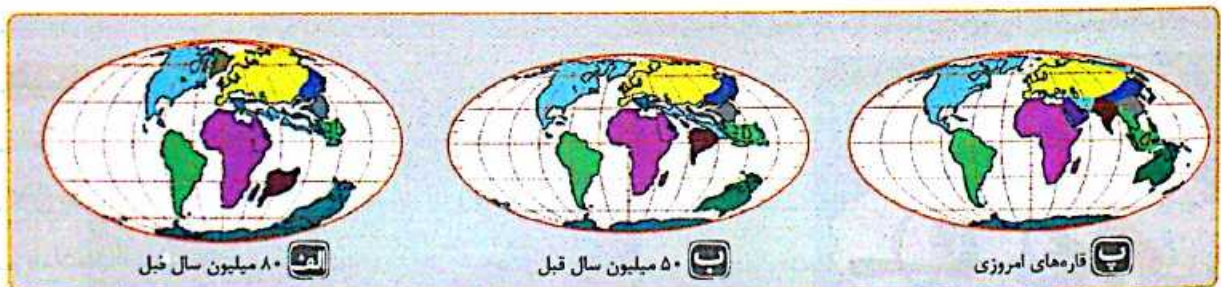 الف ۸۰ میلیون سال قبل
ب ۵۰ میلیون سال قبل
پ قاره‌های امروزی